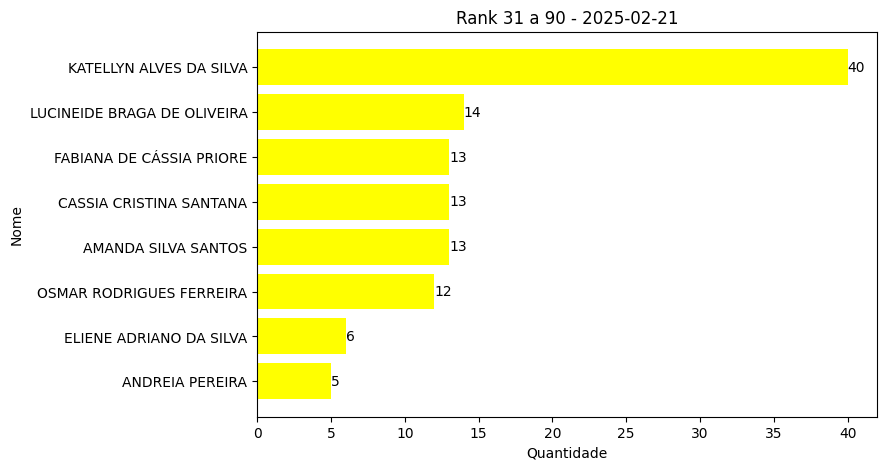 Rank 31 a 90 - 2025-02-21
Nome
KATELLYN ALVES DA SILVA
40
LUCINEIDE BRAGA DE OLIVEIRA
14
FABIANA DE CÁSSIA PRIORE
13
CASSIA CRISTINA SANTANA
13
AMANDA SILVA SANTOS
13
OSMAR RODRIGUES FERREIRA
12
ELIENE ADRIANO DA SILVA
6
ANDREIA PEREIRA
5
0 5 10 15 20 25 30 35 40
Quantidade